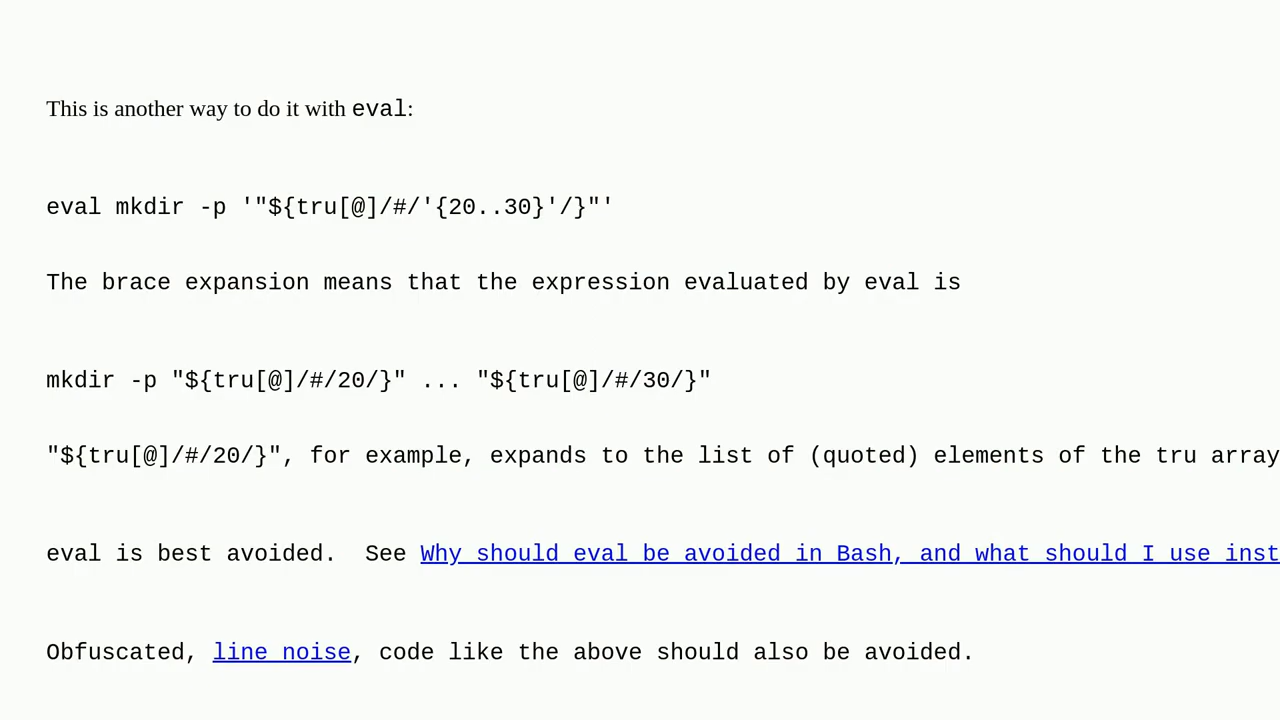 This is another way to do it with eval:
eval mkdir -p '"${tru[@]/#/'{20..30}'/}"'
The brace expansion means that the expression evaluated by eval is
mkdir -p "${tru[@]/#/20/}" ... "${tru[@]/#/30/}"
"${tru[@]/#/20/}", for example, expands to the list of (quoted) elements of the tru array
eval is best avoided.  See Why should eval be avoided in Bash, and what should I use inst
Obfuscated, line noise, code like the above should also be avoided.